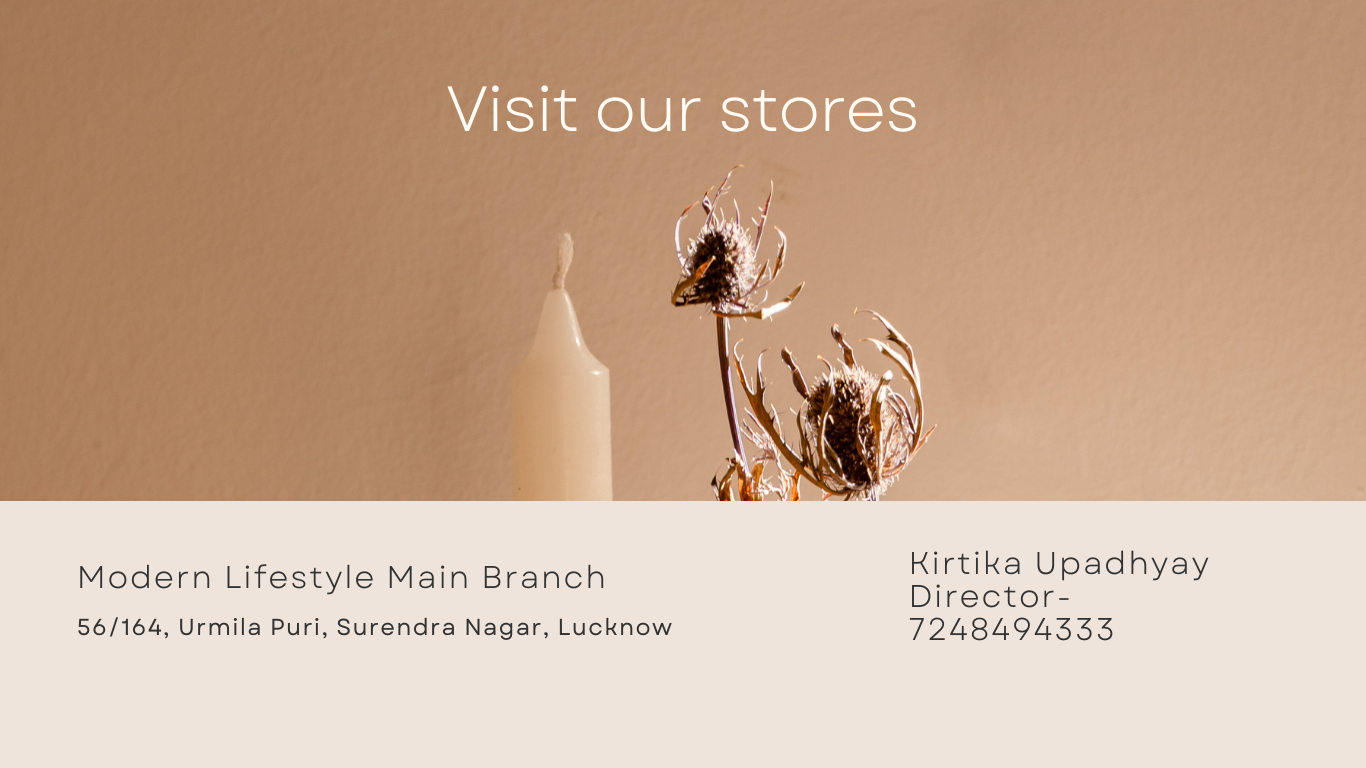 Visit our stores
Modern Lifestyle Main Branch
56/164, Urmila Puri, Surendra Nagar, Lucknow
Kirtika Upadhyay
Director-
7248494333